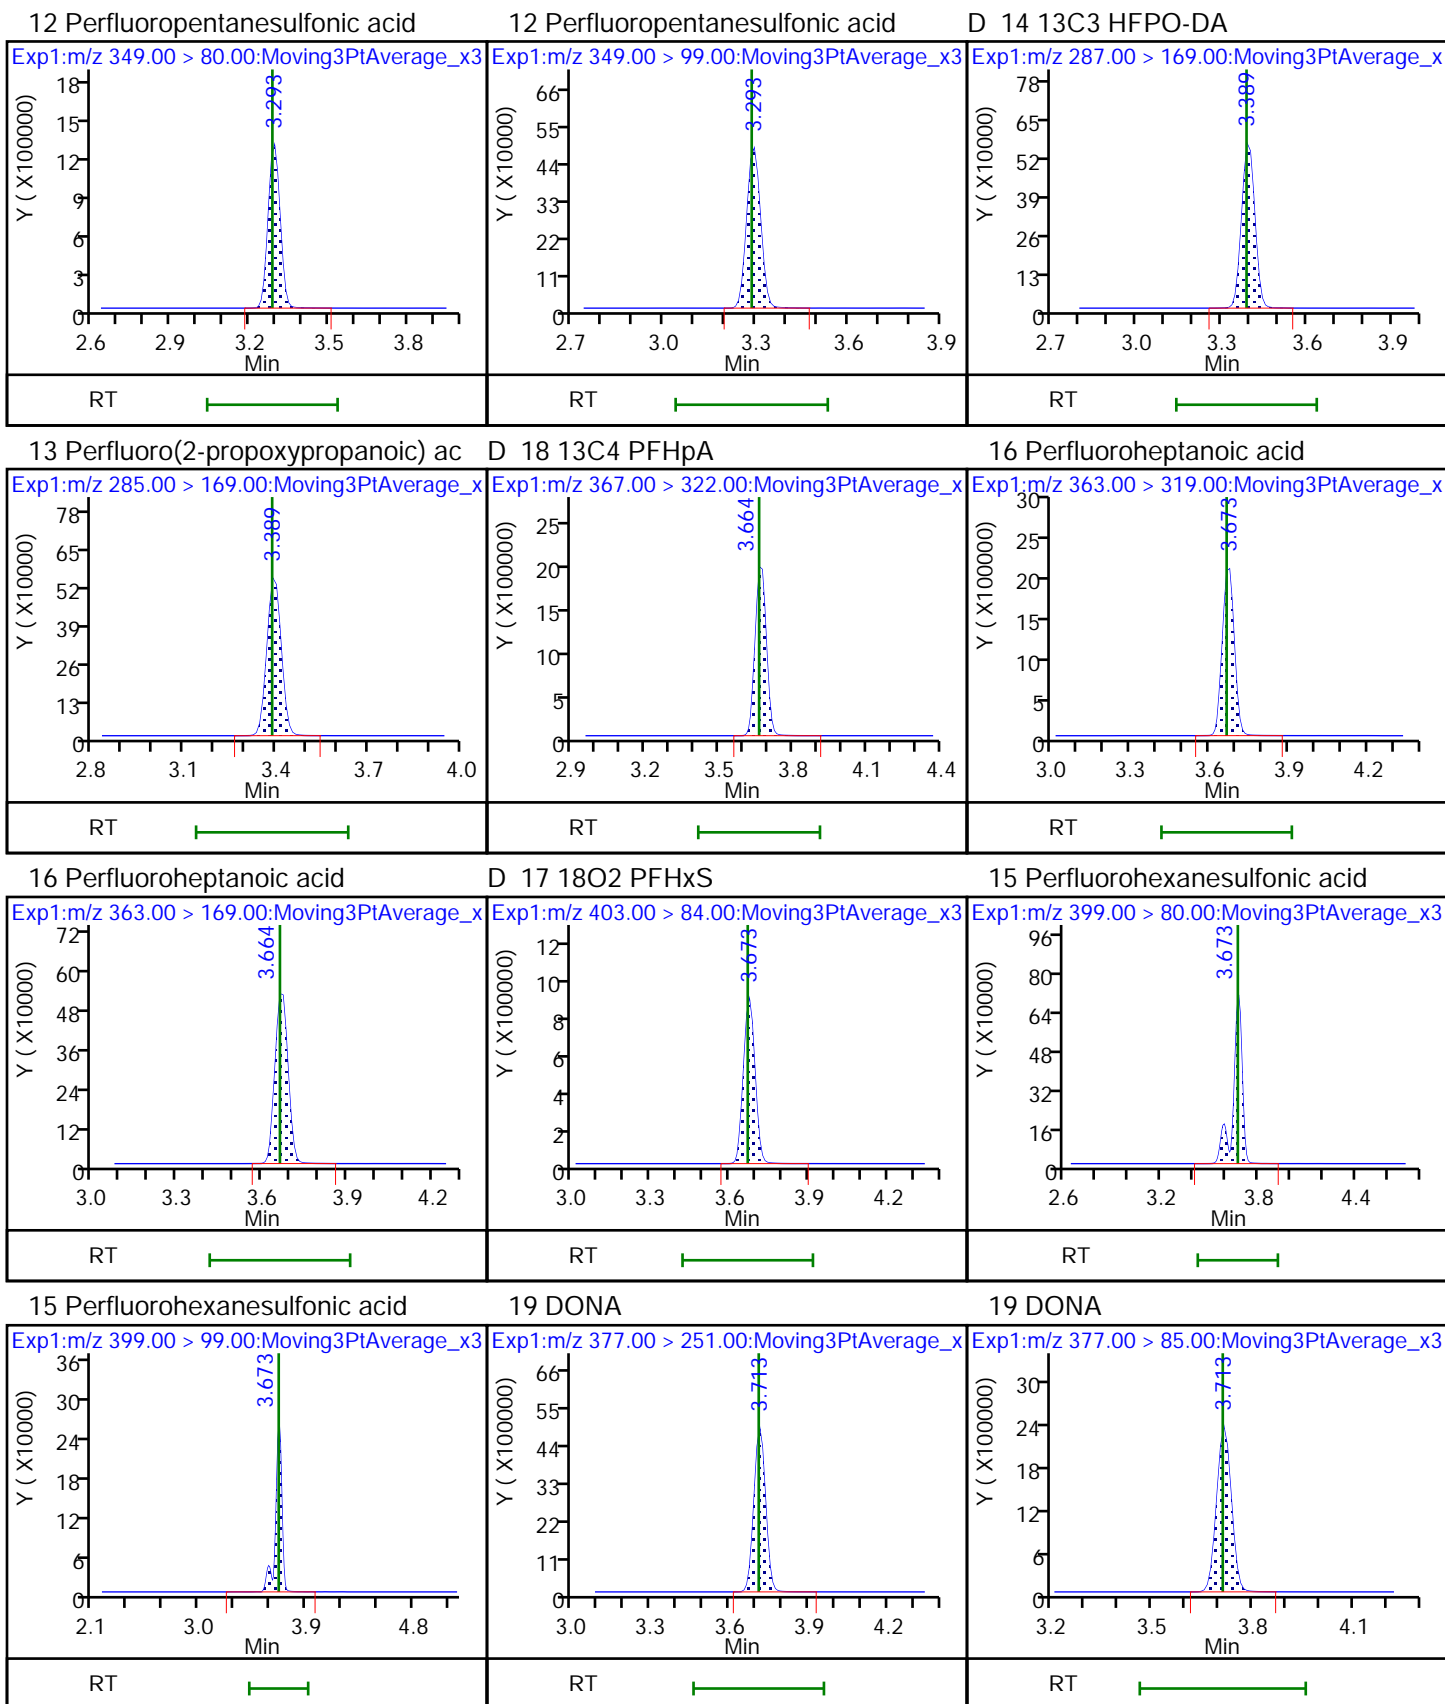 12 Perfluoropentanesulfonic acid
Exp1:m/z 349.00 > 80.00:Moving3PtAverage_x3
Y ( X100000)
18
15
12
9
6
3
0
3.293
2.6 2.9 3.2 3.5 3.8
Min
RT
12 Perfluoropentanesulfonic acid
Exp1:m/z 349.00 > 99.00:Moving3PtAverage_x3
Y ( X10000)
66
55
44
33
22
11
0
3.293
2.7 3.0 3.3 3.6 3.9
Min
RT
D 14 13C3 HFPO-DA
Exp1:m/z 287.00 > 169.00:Moving3PtAverage_x
Y ( X10000)
78
65
52
39
26
13
0
3.389
2.7 3.0 3.3 3.6 3.9
Min
RT
13 Perfluoro(2-propoxypropanoic) ac
Exp1:m/z 285.00 > 169.00:Moving3PtAverage_x
Y ( X10000)
78
65
52
39
26
13
0
3.389
2.8 3.1 3.4 3.7 4.0
Min
RT
D 18 13C4 PFHpA
Exp1:m/z 367.00 > 322.00:Moving3PtAverage_x
Y ( X100000)
25
20
15
10
5
0
3.664
2.9 3.2 3.5 3.8 4.1 4.4
Min
RT
16 Perfluoroheptanoic acid
Exp1:m/z 363.00 > 319.00:Moving3PtAverage_x
Y ( X100000)
30
25
20
15
10
5
0
3.673
3.0 3.3 3.6 3.9 4.2
Min
RT
16 Perfluoroheptanoic acid
Exp1:m/z 363.00 > 169.00:Moving3PtAverage_x
Y ( X10000)
72
60
48
36
24
12
0
3.664
3.0 3.3 3.6 3.9 4.2
Min
RT
D 17 18O2 PFHxS
Exp1:m/z 403.00 > 84.00:Moving3PtAverage_x3
Y ( X100000)
12
10
8
6
4
2
0
3.673
3.0 3.3 3.6 3.9 4.2
Min
RT
15 Perfluorohexanesulfonic acid
Exp1:m/z 399.00 > 80.00:Moving3PtAverage_x3
Y ( X10000)
96
80
64
48
32
16
0
3.673
2.6 3.2 3.8 4.4
Min
RT
15 Perfluorohexanesulfonic acid
Exp1:m/z 399.00 > 99.00:Moving3PtAverage_x3
Y ( X10000)
36
30
24
18
12
6
0
3.673
2.1 3.0 3.9 4.8
Min
RT
19 DONA
Exp1:m/z 377.00 > 251.00:Moving3PtAverage_x
Y ( X100000)
66
55
44
33
22
11
0
3.713
3.0 3.3 3.6 3.9 4.2
Min
RT
19 DONA
Exp1:m/z 377.00 > 85.00:Moving3PtAverage_x3
Y ( X100000)
30
24
18
12
6
0
3.713
3.2 3.5 3.8 4.1
Min
RT